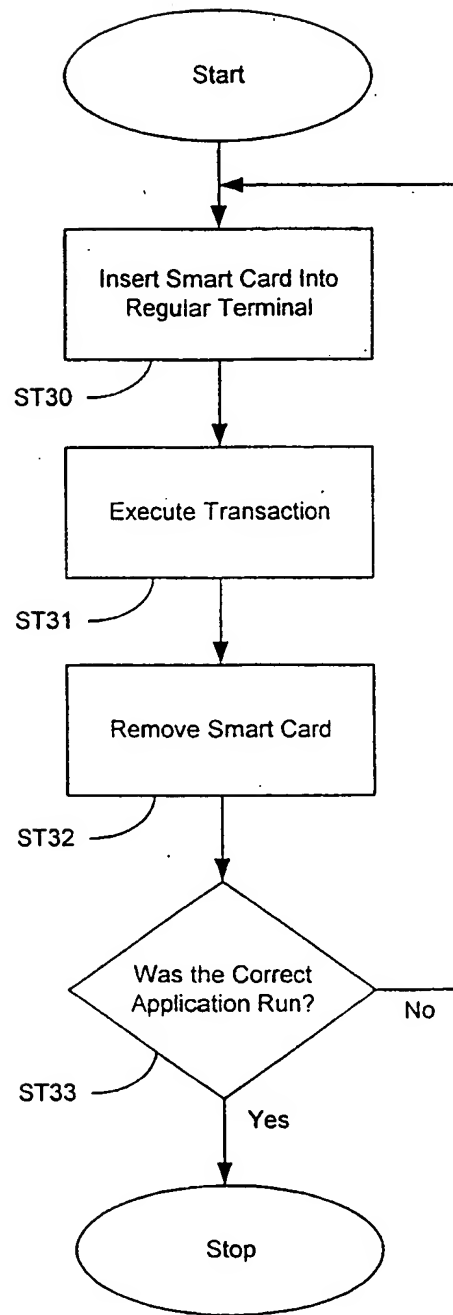 Start
Insert Smart Card Into
Regular Terminal
ST30
Execute Transaction
ST31
Remove Smart Card
ST32
Was the Correct
Application Run?
No
ST33
Yes
Stop